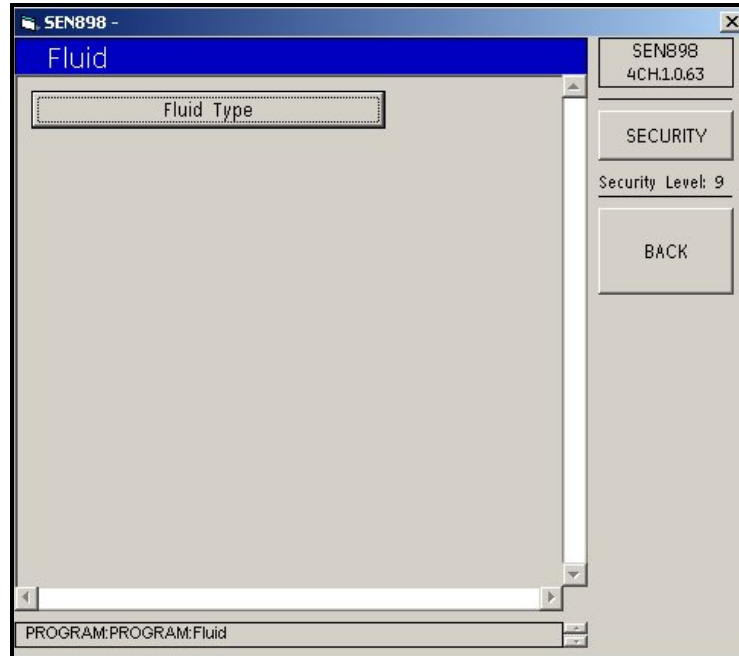 SEN898 -
Fluid
Fluid Type
SEN898
4CH.1.0.63
SECURITY
Security Level: 9
BACK
PROGRAM:PROGRAM:Fluid